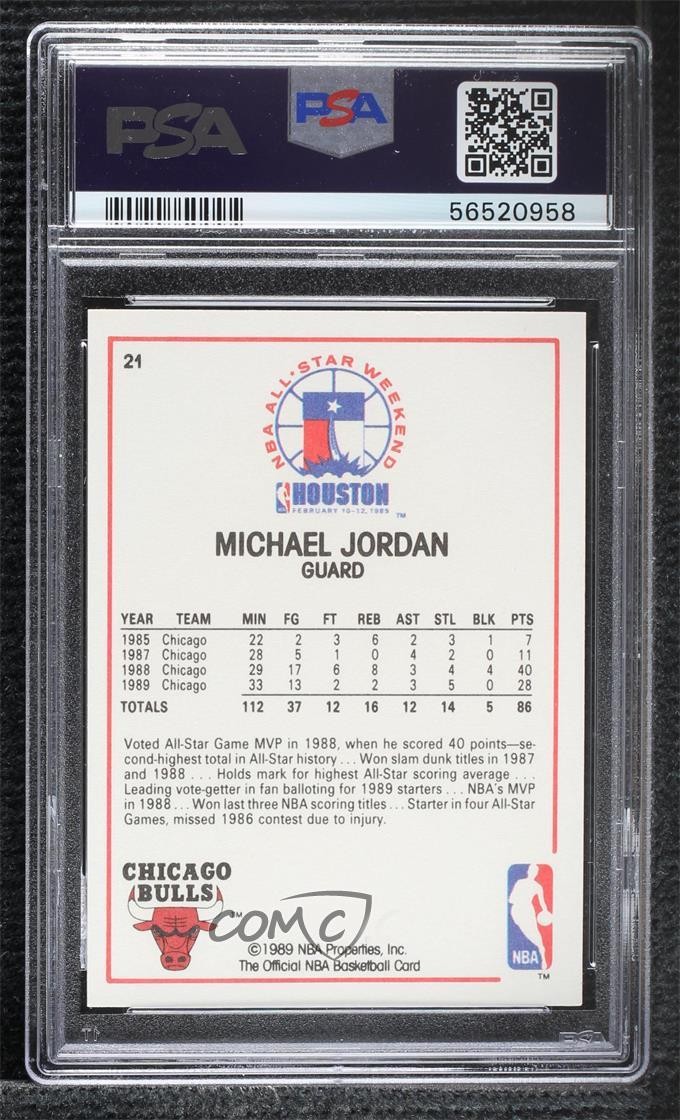 PSA PSA
56520958
21
NBA ALL·STAR WEEKEND
HOUSTON
FEBRUARY 10-12, 1989
TM
MICHAEL JORDAN
GUARD
YEAR TEAM MIN FG FT REB AST STL BLK PTS
1985 Chicago 22 2 3 6 2 3 1 7
1987 Chicago 28 5 1 0 4 2 0 11
1988 Chicago 29 17 6 8 3 4 4 40
1989 Chicago 33 13 2 2 3 5 0 28
TOTALS 112 37 12 16 12 14 5 86
Voted All-Star Game MVP in 1988, when he scored 40 points—se-
cond-highest total in All-Star history . . . Won slam dunk titles in 1987
and 1988 . . . Holds mark for highest All-Star scoring average . . .
Leading vote-getter in fan balloting for 1989 starters . . . NBA's MVP
in 1988 . . . Won last three NBA scoring titles . . . Starter in four All-Star
Games, missed 1986 contest due to injury.
CHICAGO
BULLS
TM
COMC
©1989 NBA Properties, Inc.
The Official NBA Basketball Card
NBA
TM
PSA